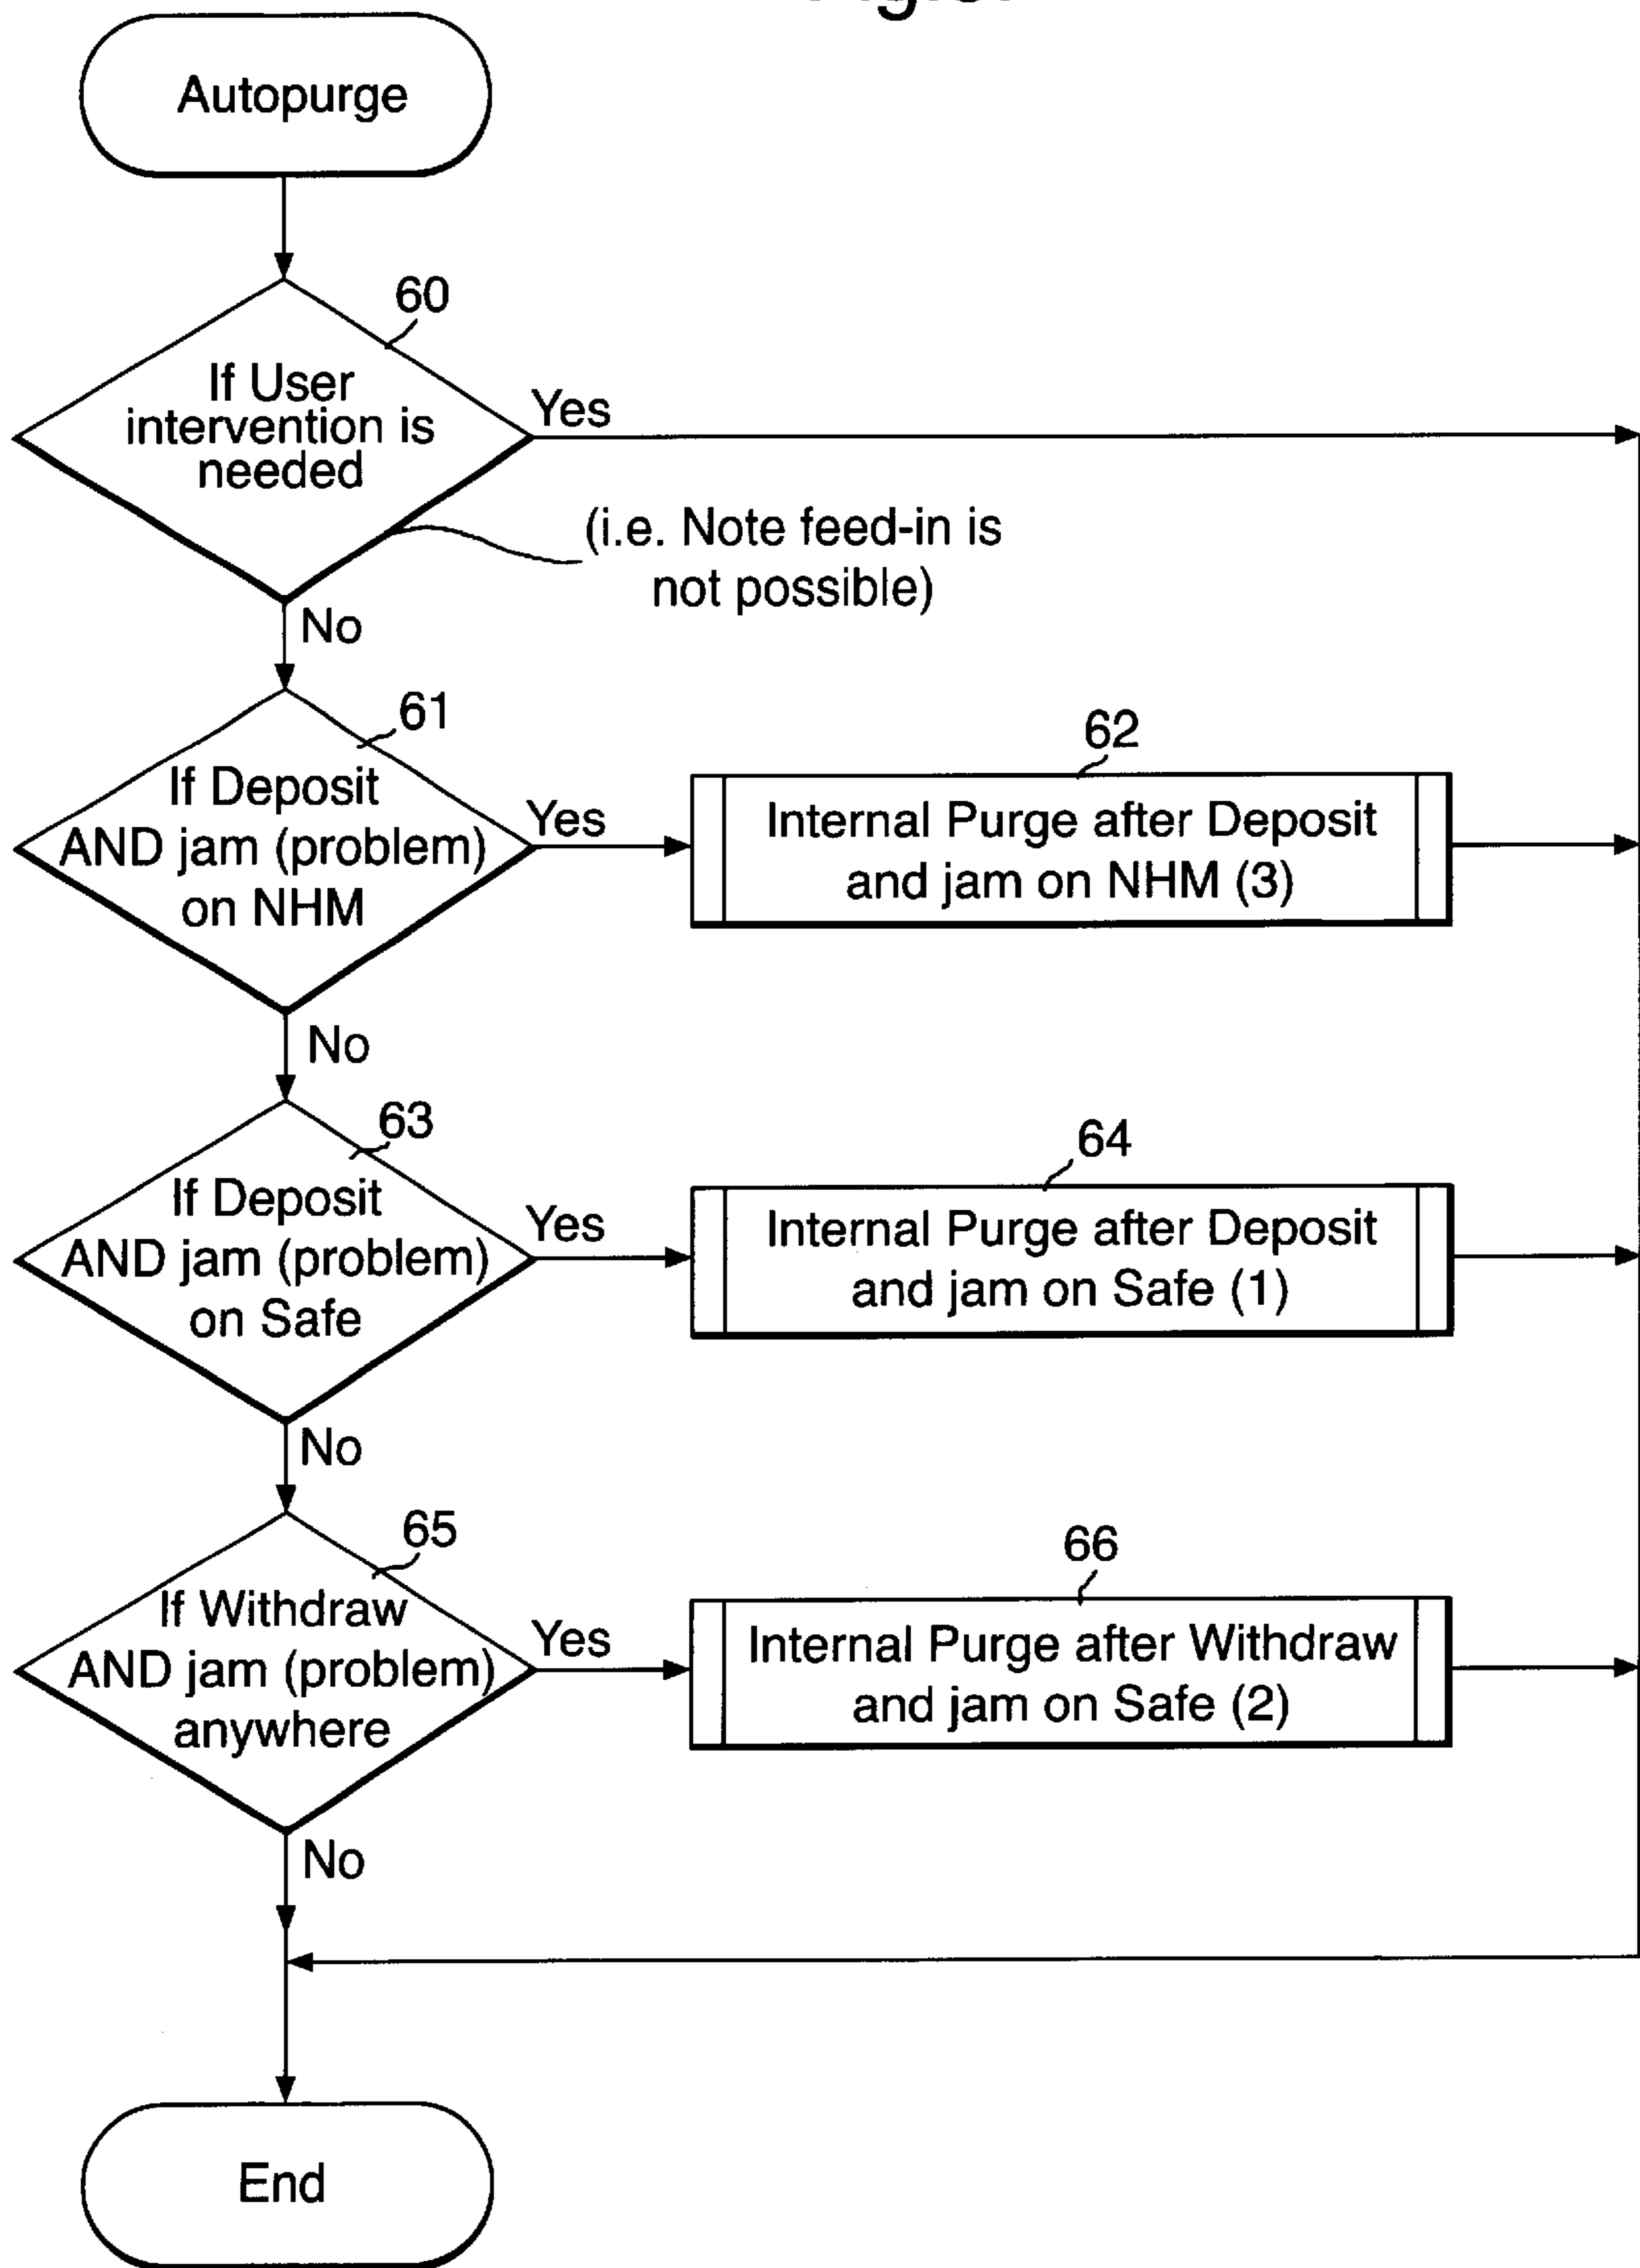 Autopurge
60
If User
intervention is
needed
Yes
(i.e. Note feed-in is
not possible)
No
61
If Deposit
AND jam (problem)
on NHM
Yes
62
Internal Purge after Deposit
and jam on NHM (3)
No
63
If Deposit
AND jam (problem)
on Safe
Yes
64
Internal Purge after Deposit
and jam on Safe (1)
No
65
If Withdraw
AND jam (problem)
anywhere
Yes
66
Internal Purge after Withdraw
and jam on Safe (2)
No
End